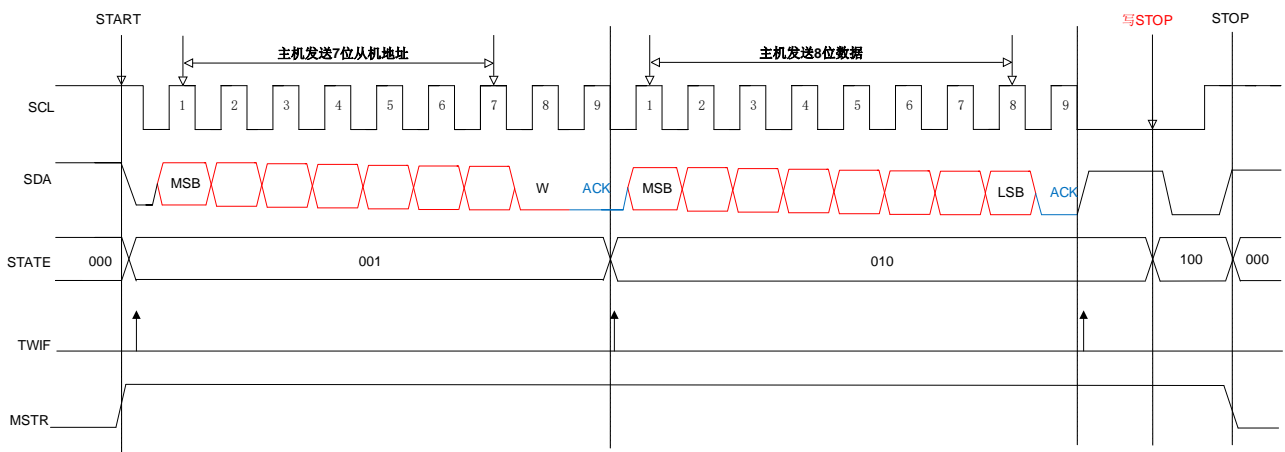 START
写STOP
STOP
主机发送7位从机地址
主机发送8位数据
SCL
1 2 3 4 5 6 7 8 9 1 2 3 4 5 6 7 8 9
SDA
MSB W ACK MSB LSB ACK
STATE 000 001 010 100 000
TWIF
MSTR